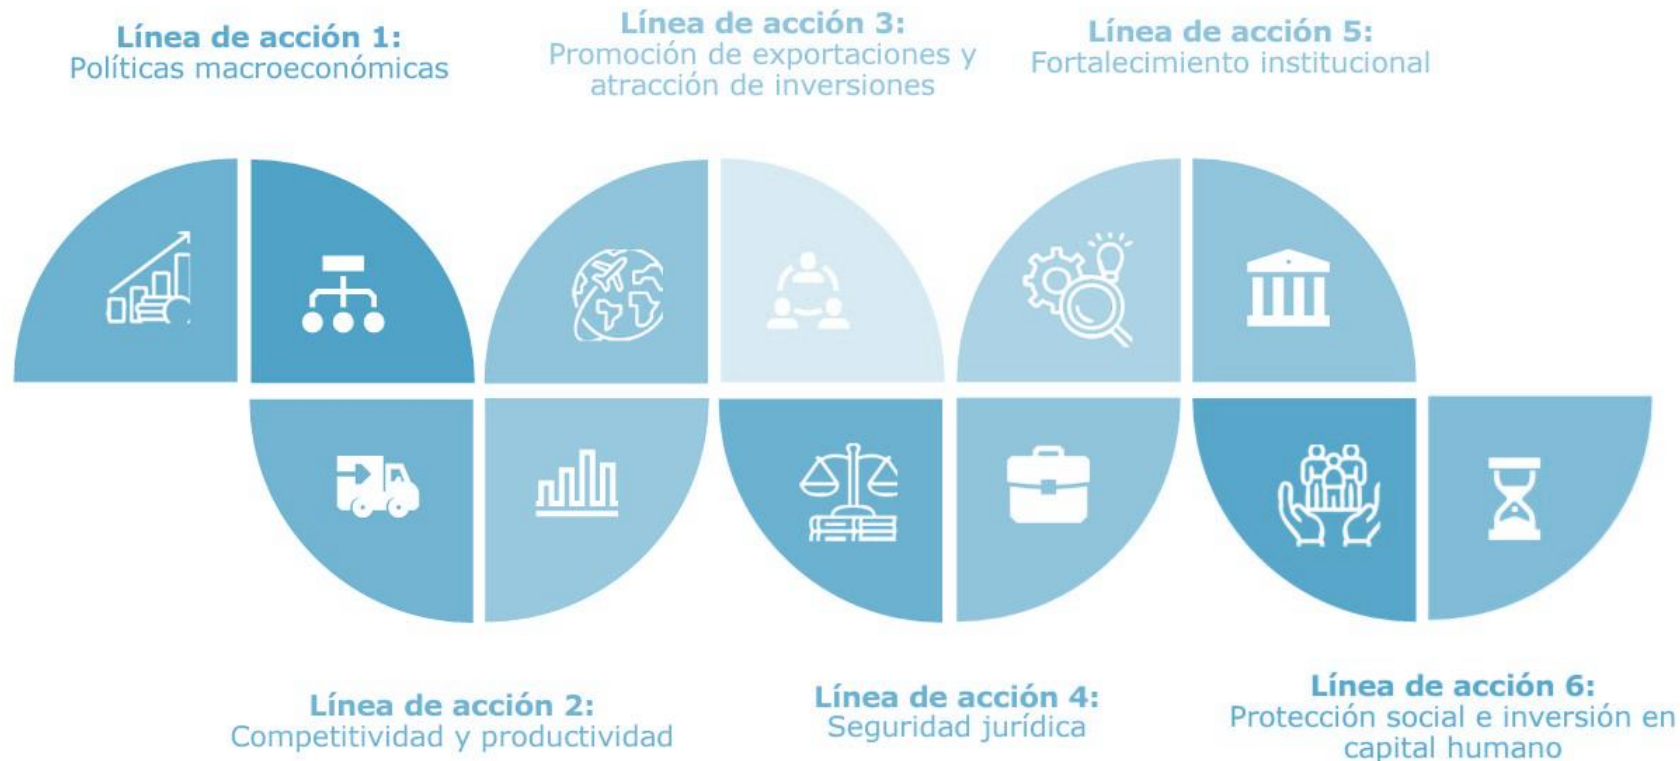 Línea de acción 1:
Políticas macroeconómicas
Línea de acción 3:
Promoción de exportaciones y
atracción de inversiones
Línea de acción 5:
Fortalecimiento institucional
Línea de acción 2:
Competitividad y productividad
Línea de acción 4:
Seguridad jurídica
Línea de acción 6:
Protección social e inversión en
capital humano